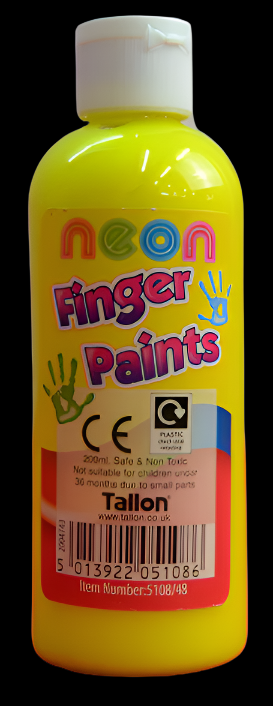 neon
Finger
Paints
CE
PLASTIC
check local
recycling
200ml. Safe & Non Toxic
Not suitable for children under
36 months due to small parts
Tallon®
www.tallon.co.uk
2004743
5 013922 051086
Item Number:5108/48